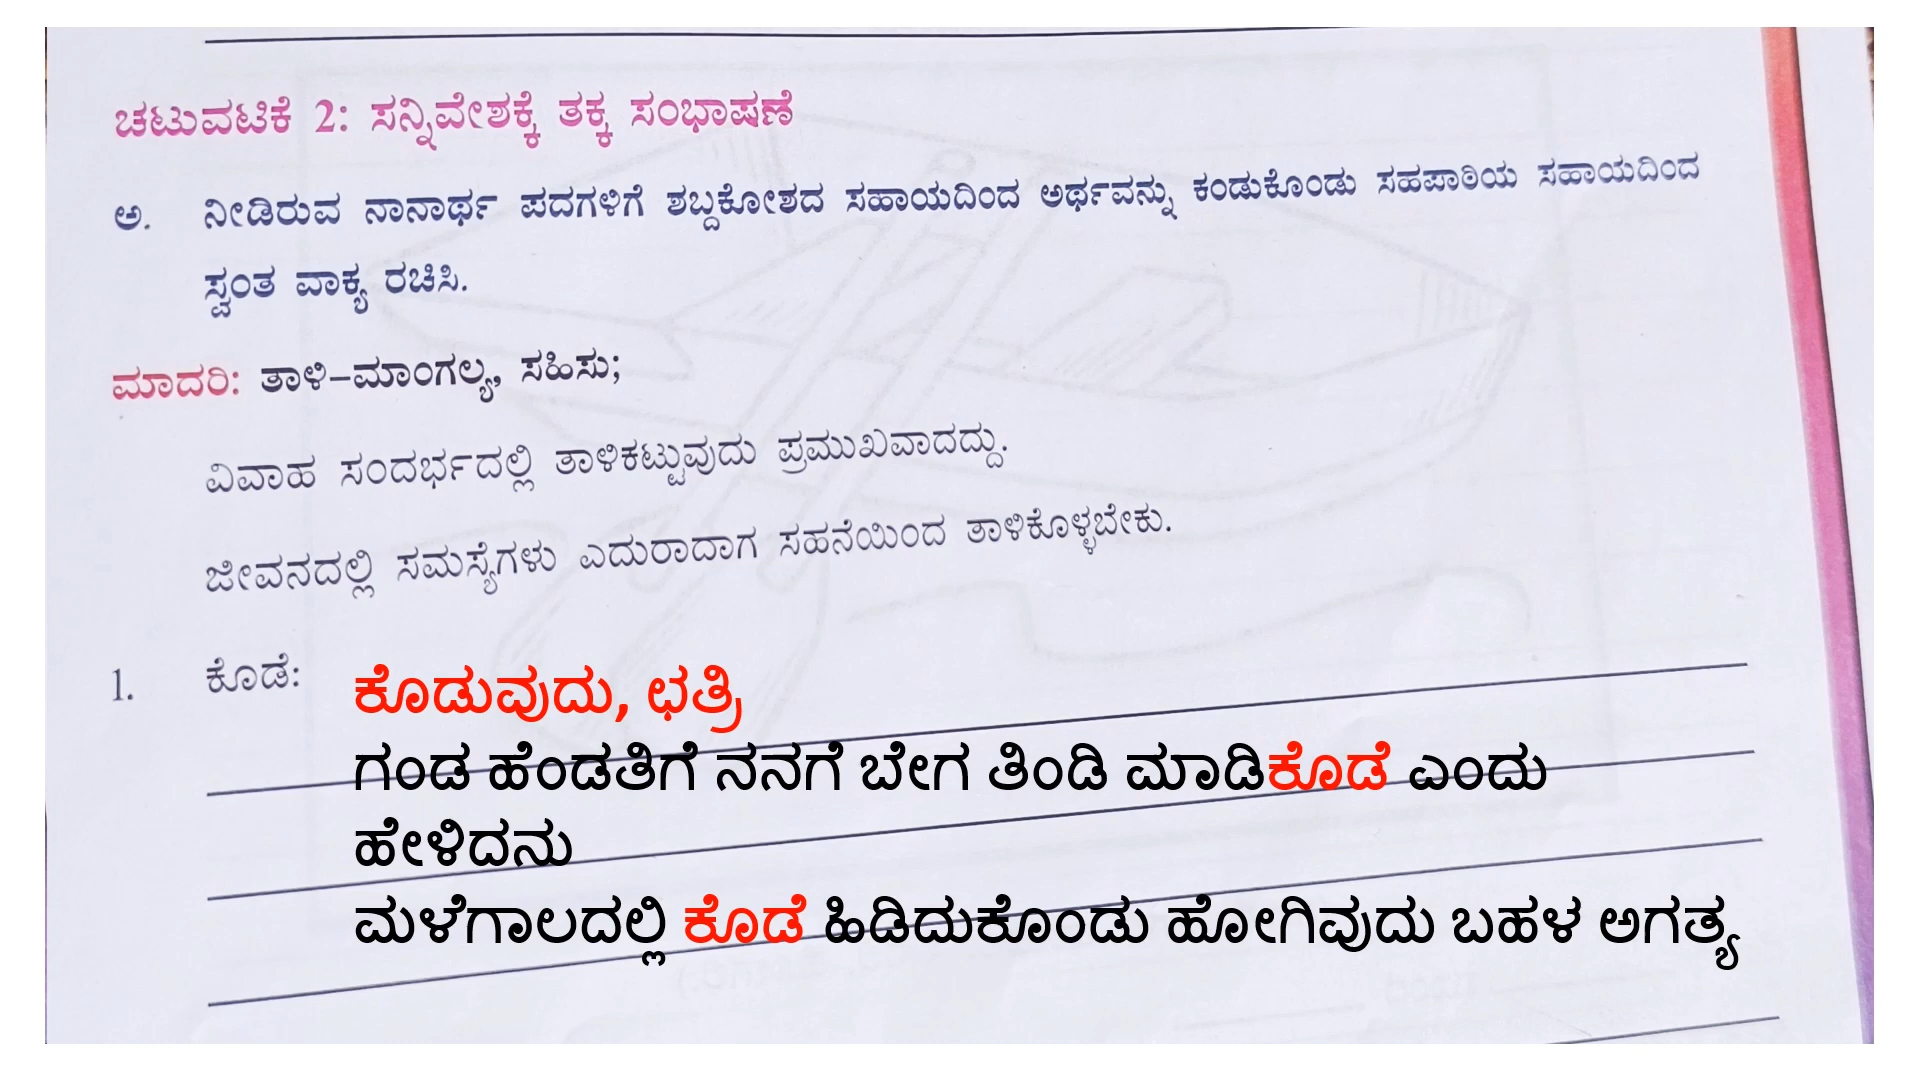 ಚಟುವಟಿಕೆ 2: ಸನ್ನಿವೇಶಕ್ಕೆ ತಕ್ಕ ಸಂಭಾಷಣೆ
ಅ. ನೀಡಿರುವ ನಾನಾರ್ಥ ಪದಗಳಿಗೆ ಶಬ್ದಕೋಶದ ಸಹಾಯದಿಂದ ಅರ್ಥವನ್ನು ಕಂಡುಕೊಂಡು ಸಹಪಾಠಿಯ ಸಹಾಯದಿಂದ
ಸ್ವಂತ ವಾಕ್ಯ ರಚಿಸಿ.
ಮಾದರಿ: ತಾಳಿ–ಮಾಂಗಲ್ಯ, ಸಹಿಸು;
ವಿವಾಹ ಸಂದರ್ಭದಲ್ಲಿ ತಾಳಿಕಟ್ಟುವುದು ಪ್ರಮುಖವಾದದ್ದು.
ಜೀವನದಲ್ಲಿ ಸಮಸ್ಯೆಗಳು ಎದುರಾದಾಗ ಸಹನೆಯಿಂದ ತಾಳಿಕೊಳ್ಳಬೇಕು.
1. ಕೊಡೆ: ಕೊಡುವುದು, ಛತ್ರಿ
ಗಂಡ ಹೆಂಡತಿಗೆ ನನಗೆ ಬೇಗ ತಿಂಡಿ ಮಾಡಿಕೊಡೆ ಎಂದು
ಹೇಳಿದನು
ಮಳೆಗಾಲದಲ್ಲಿ ಕೊಡೆ ಹಿಡಿದುಕೊಂಡು ಹೋಗಿವುದು ಬಹಳ ಅಗತ್ಯ